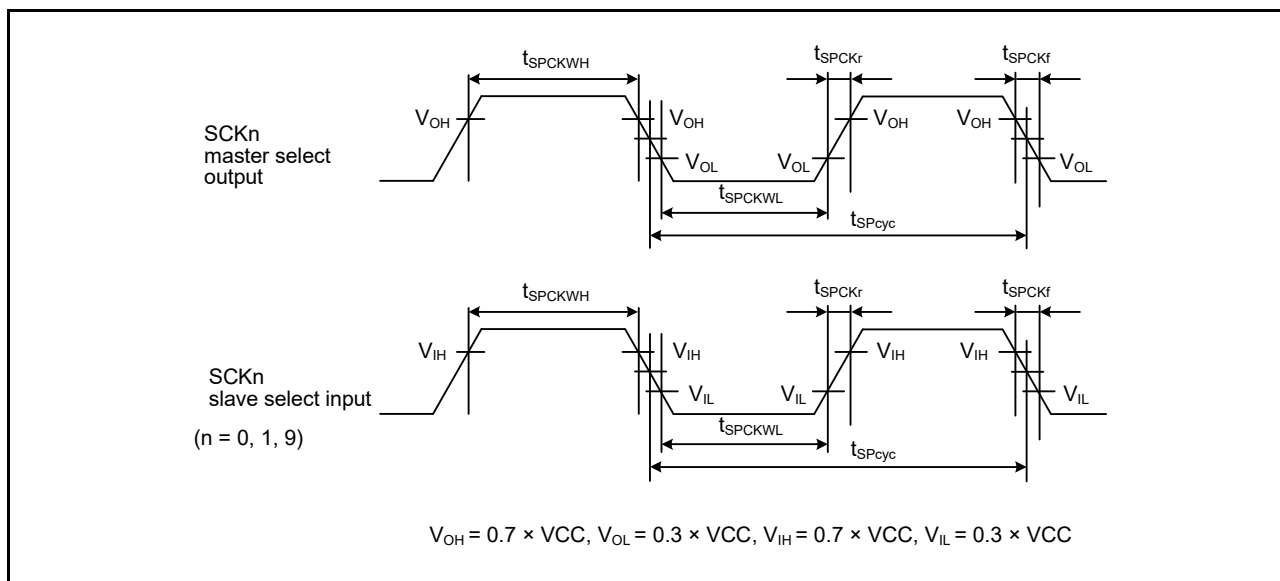 tSPCKWH
tSPCKr
tSPCKf
VOH
VOH
VOH
VOH
SCKn
master select
output
VOL
VOL
VOL
tSPCKWL
tSPcyc
tSPCKWH
tSPCKr
tSPCKf
VIH
VIH
VIH
VIH
SCKn
slave select input
VIL
VIL
VIL
(n = 0, 1, 9)
tSPCKWL
tSPcyc
VOH = 0.7 × VCC, VOL = 0.3 × VCC, VIH = 0.7 × VCC, VIL = 0.3 × VCC